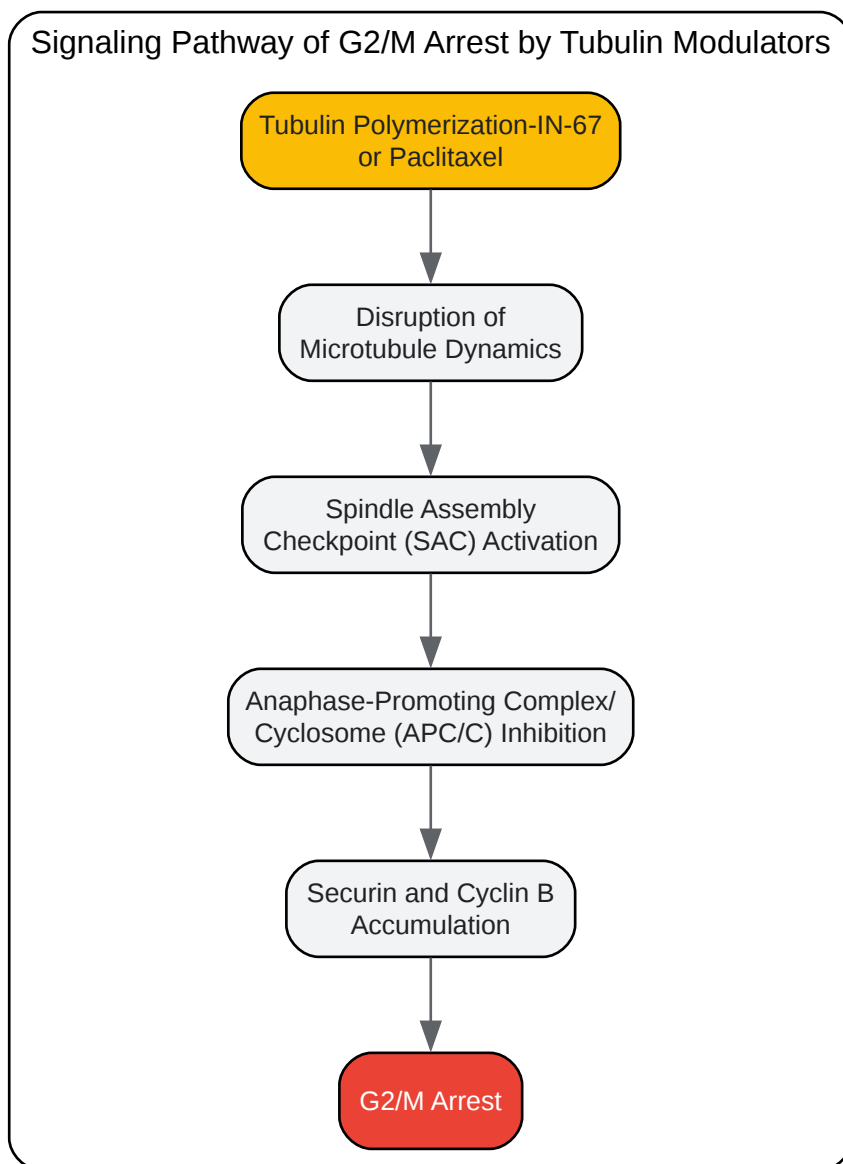 Signaling Pathway of G2/M Arrest by Tubulin Modulators
Tubulin Polymerization-IN-67
or Paclitaxel
Disruption of
Microtubule Dynamics
Spindle Assembly
Checkpoint (SAC) Activation
Anaphase-Promoting Complex/
Cyclosome (APC/C) Inhibition
Securin and Cyclin B
Accumulation
G2/M Arrest